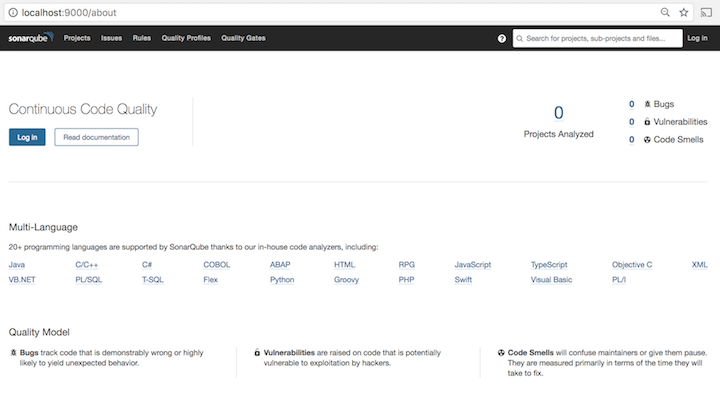 localhost:9000/about
sonarqube Projects Issues Rules Quality Profiles Quality Gates ? Search for projects, sub-projects and files... Log in
Continuous Code Quality
Log in Read documentation
0
Projects Analyzed
0 Bugs
0 Vulnerabilities
0 Code Smells
Multi-Language
20+ programming languages are supported by SonarQube thanks to our in-house code analyzers, including:
Java C/C++ C# COBOL ABAP HTML RPG JavaScript TypeScript Objective C XML
VB.NET PL/SQL T-SQL Flex Python Groovy PHP Swift Visual Basic PL/I
Quality Model
Bugs track code that is demonstrably wrong or highly
likely to yield unexpected behavior.
Vulnerabilities are raised on code that is potentially
vulnerable to exploitation by hackers.
Code Smells will confuse maintainers or give them pause.
They are measured primarily in terms of the time they will
take to fix.